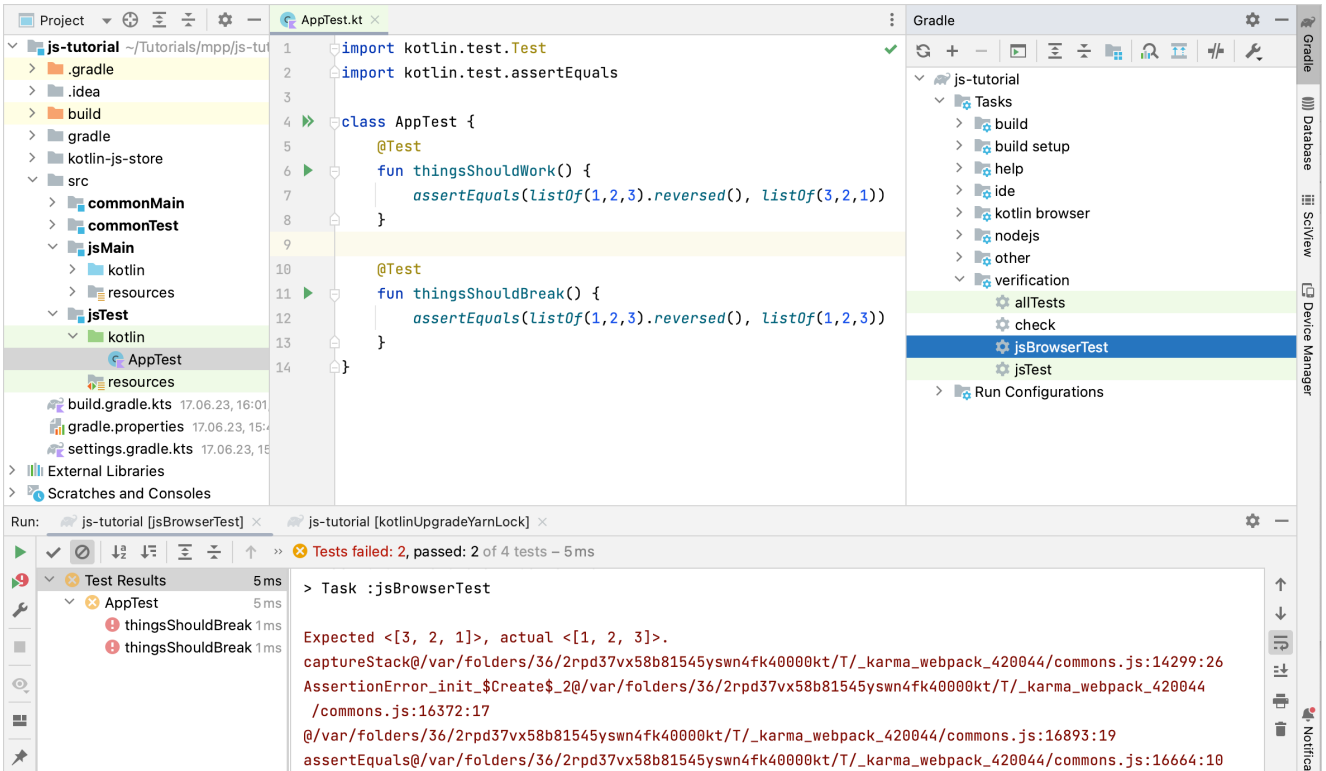 Project
js-tutorial ~/Tutorials/mpp/js-tut
.gradle
.idea
build
gradle
kotlin-js-store
src
commonMain
commonTest
jsMain
kotlin
resources
jsTest
kotlin
AppTest
resources
build.gradle.kts 17.06.23, 16:01,
gradle.properties 17.06.23, 15:4
settings.gradle.kts 17.06.23, 15
External Libraries
Scratches and Consoles
AppTest.kt
1 import kotlin.test.Test
2 import kotlin.test.assertEquals
3
4 class AppTest {
5 @Test
6 fun thingsShouldWork() {
7 assertEquals(listOf(1,2,3).reversed(), listOf(3,2,1))
8 }
9
10 @Test
11 fun thingsShouldBreak() {
12 assertEquals(listOf(1,2,3).reversed(), listOf(1,2,3))
13 }
14 }
Gradle
js-tutorial
Tasks
build
build setup
help
ide
kotlin browser
nodejs
other
verification
allTests
check
jsBrowserTest
jsTest
Run Configurations
Gradle
Database
SciView
Device Manager
Notifica
Run: js-tutorial [jsBrowserTest] js-tutorial [kotlinUpgradeYarnLock]
Tests failed: 2, passed: 2 of 4 tests – 5 ms
Test Results 5 ms
AppTest 5 ms
thingsShouldBreak 1 ms
thingsShouldBreak 1 ms
> Task :jsBrowserTest
Expected <[3, 2, 1]>, actual <[1, 2, 3]>.
captureStack@/var/folders/36/2rpd37vx58b81545yswn4fk40000kt/T/_karma_webpack_420044/commons.js:14299:26
AssertionError_init_$Create$_2@/var/folders/36/2rpd37vx58b81545yswn4fk40000kt/T/_karma_webpack_420044
/commons.js:16372:17
@/var/folders/36/2rpd37vx58b81545yswn4fk40000kt/T/_karma_webpack_420044/commons.js:16893:19
assertEquals@/var/folders/36/2rpd37vx58b81545yswn4fk40000kt/T/_karma_webpack_420044/commons.js:16664:10